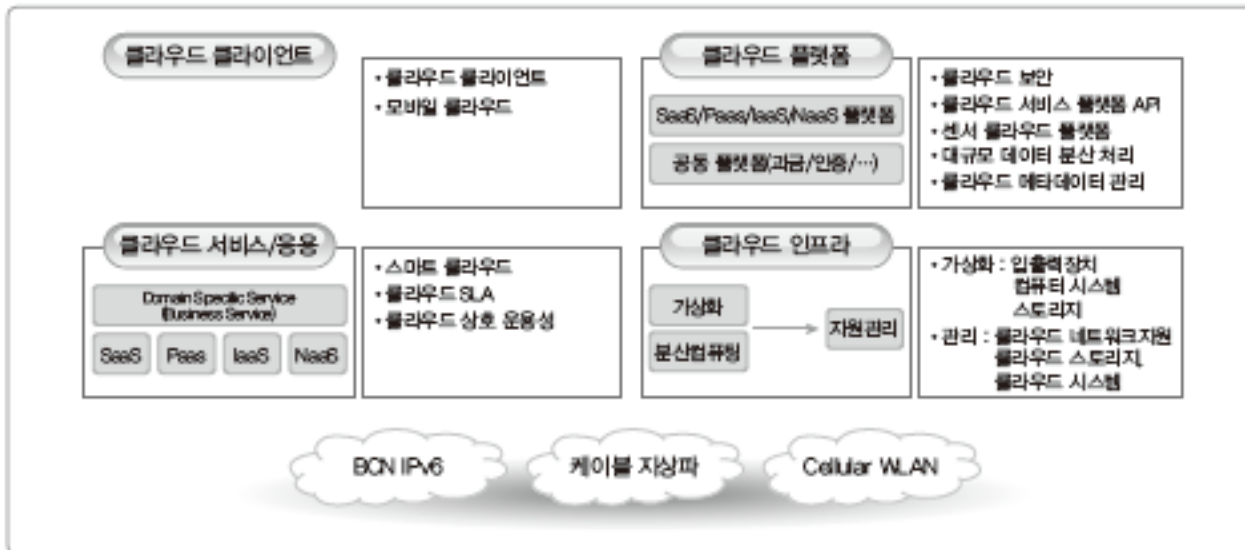 클라우드 클라이언트
• 클라우드 클라이언트
• 모바일 클라우드
클라우드 플랫폼
SaaS/Paas/IaaS/NaaS 플랫폼
공통 플랫폼(과금/인증/…)
• 클라우드 보안
• 클라우드 서비스 플랫폼 API
• 센서 클라우드 플랫폼
• 대규모 데이터 분산 처리
• 클라우드 메타데이터 관리
클라우드 서비스/응용
Domain Specific Service
(Business Service)
SaaS
Paas
IaaS
NaaS
• 스마트 클라우드
• 클라우드 SLA
• 클라우드 상호 운용성
클라우드 인프라
가상화
분산컴퓨팅
자원관리
• 가상화 : 입출력장치
컴퓨터 시스템
스토리지
• 관리 : 클라우드 네트워크자원
클라우드 스토리지,
클라우드 시스템
BCN IPv6
케이블 지상파
Cellular WLAN